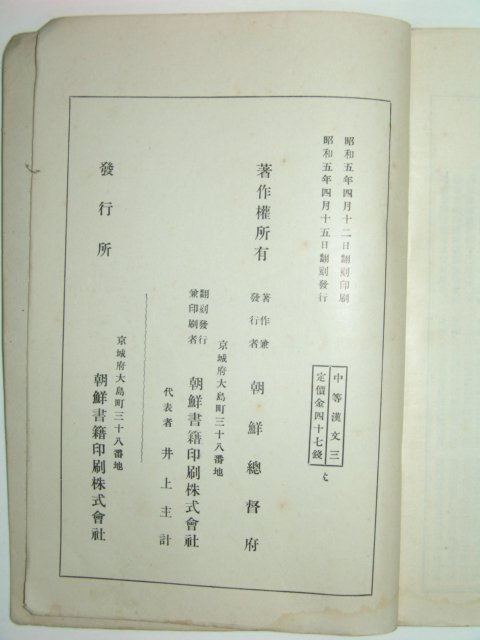 昭和五年四月十二日翻刻印刷
昭和五年四月十五日翻刻發行
中等漢文三
定價金四十七錢
著作權所有
著作兼
發行者
朝鮮總督府
京城府大島町三十八番地
翻刻發行
兼印刷者
朝鮮書籍印刷株式會社
代表者 井上主計
發行所
京城府大島町三十八番地
朝鮮書籍印刷株式會社